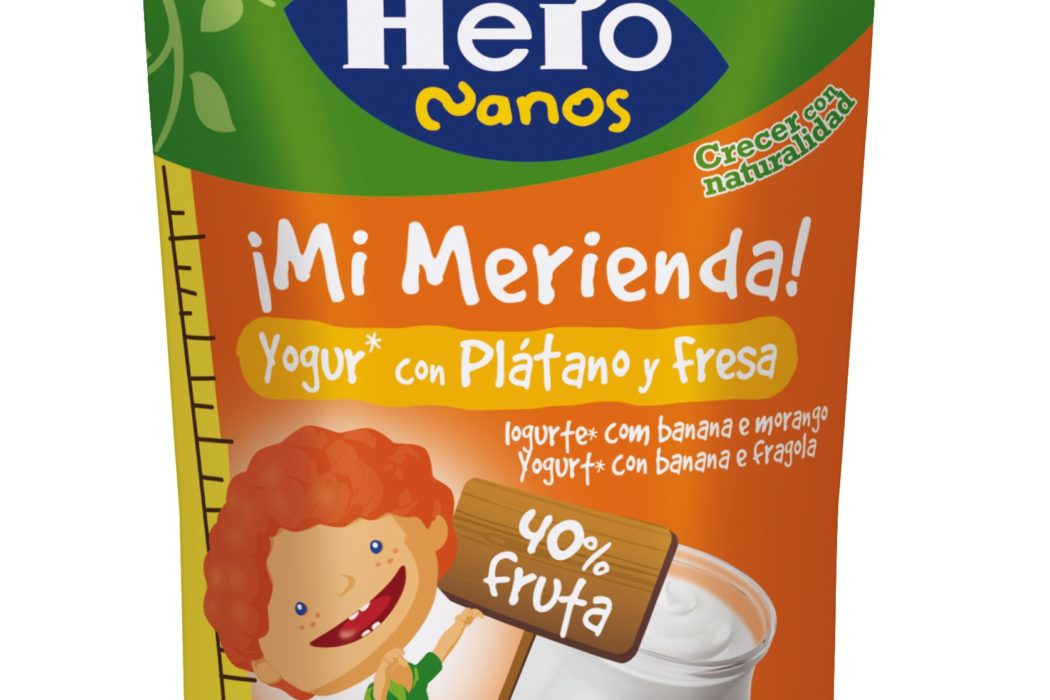 Hero
Nanos
Crecer con
naturalidad
¡Mi Merienda!
Yogur* con Plátano y fresa
Iogurte* com banana e morango
Yogurt* con banana e fragola
40%
fruta